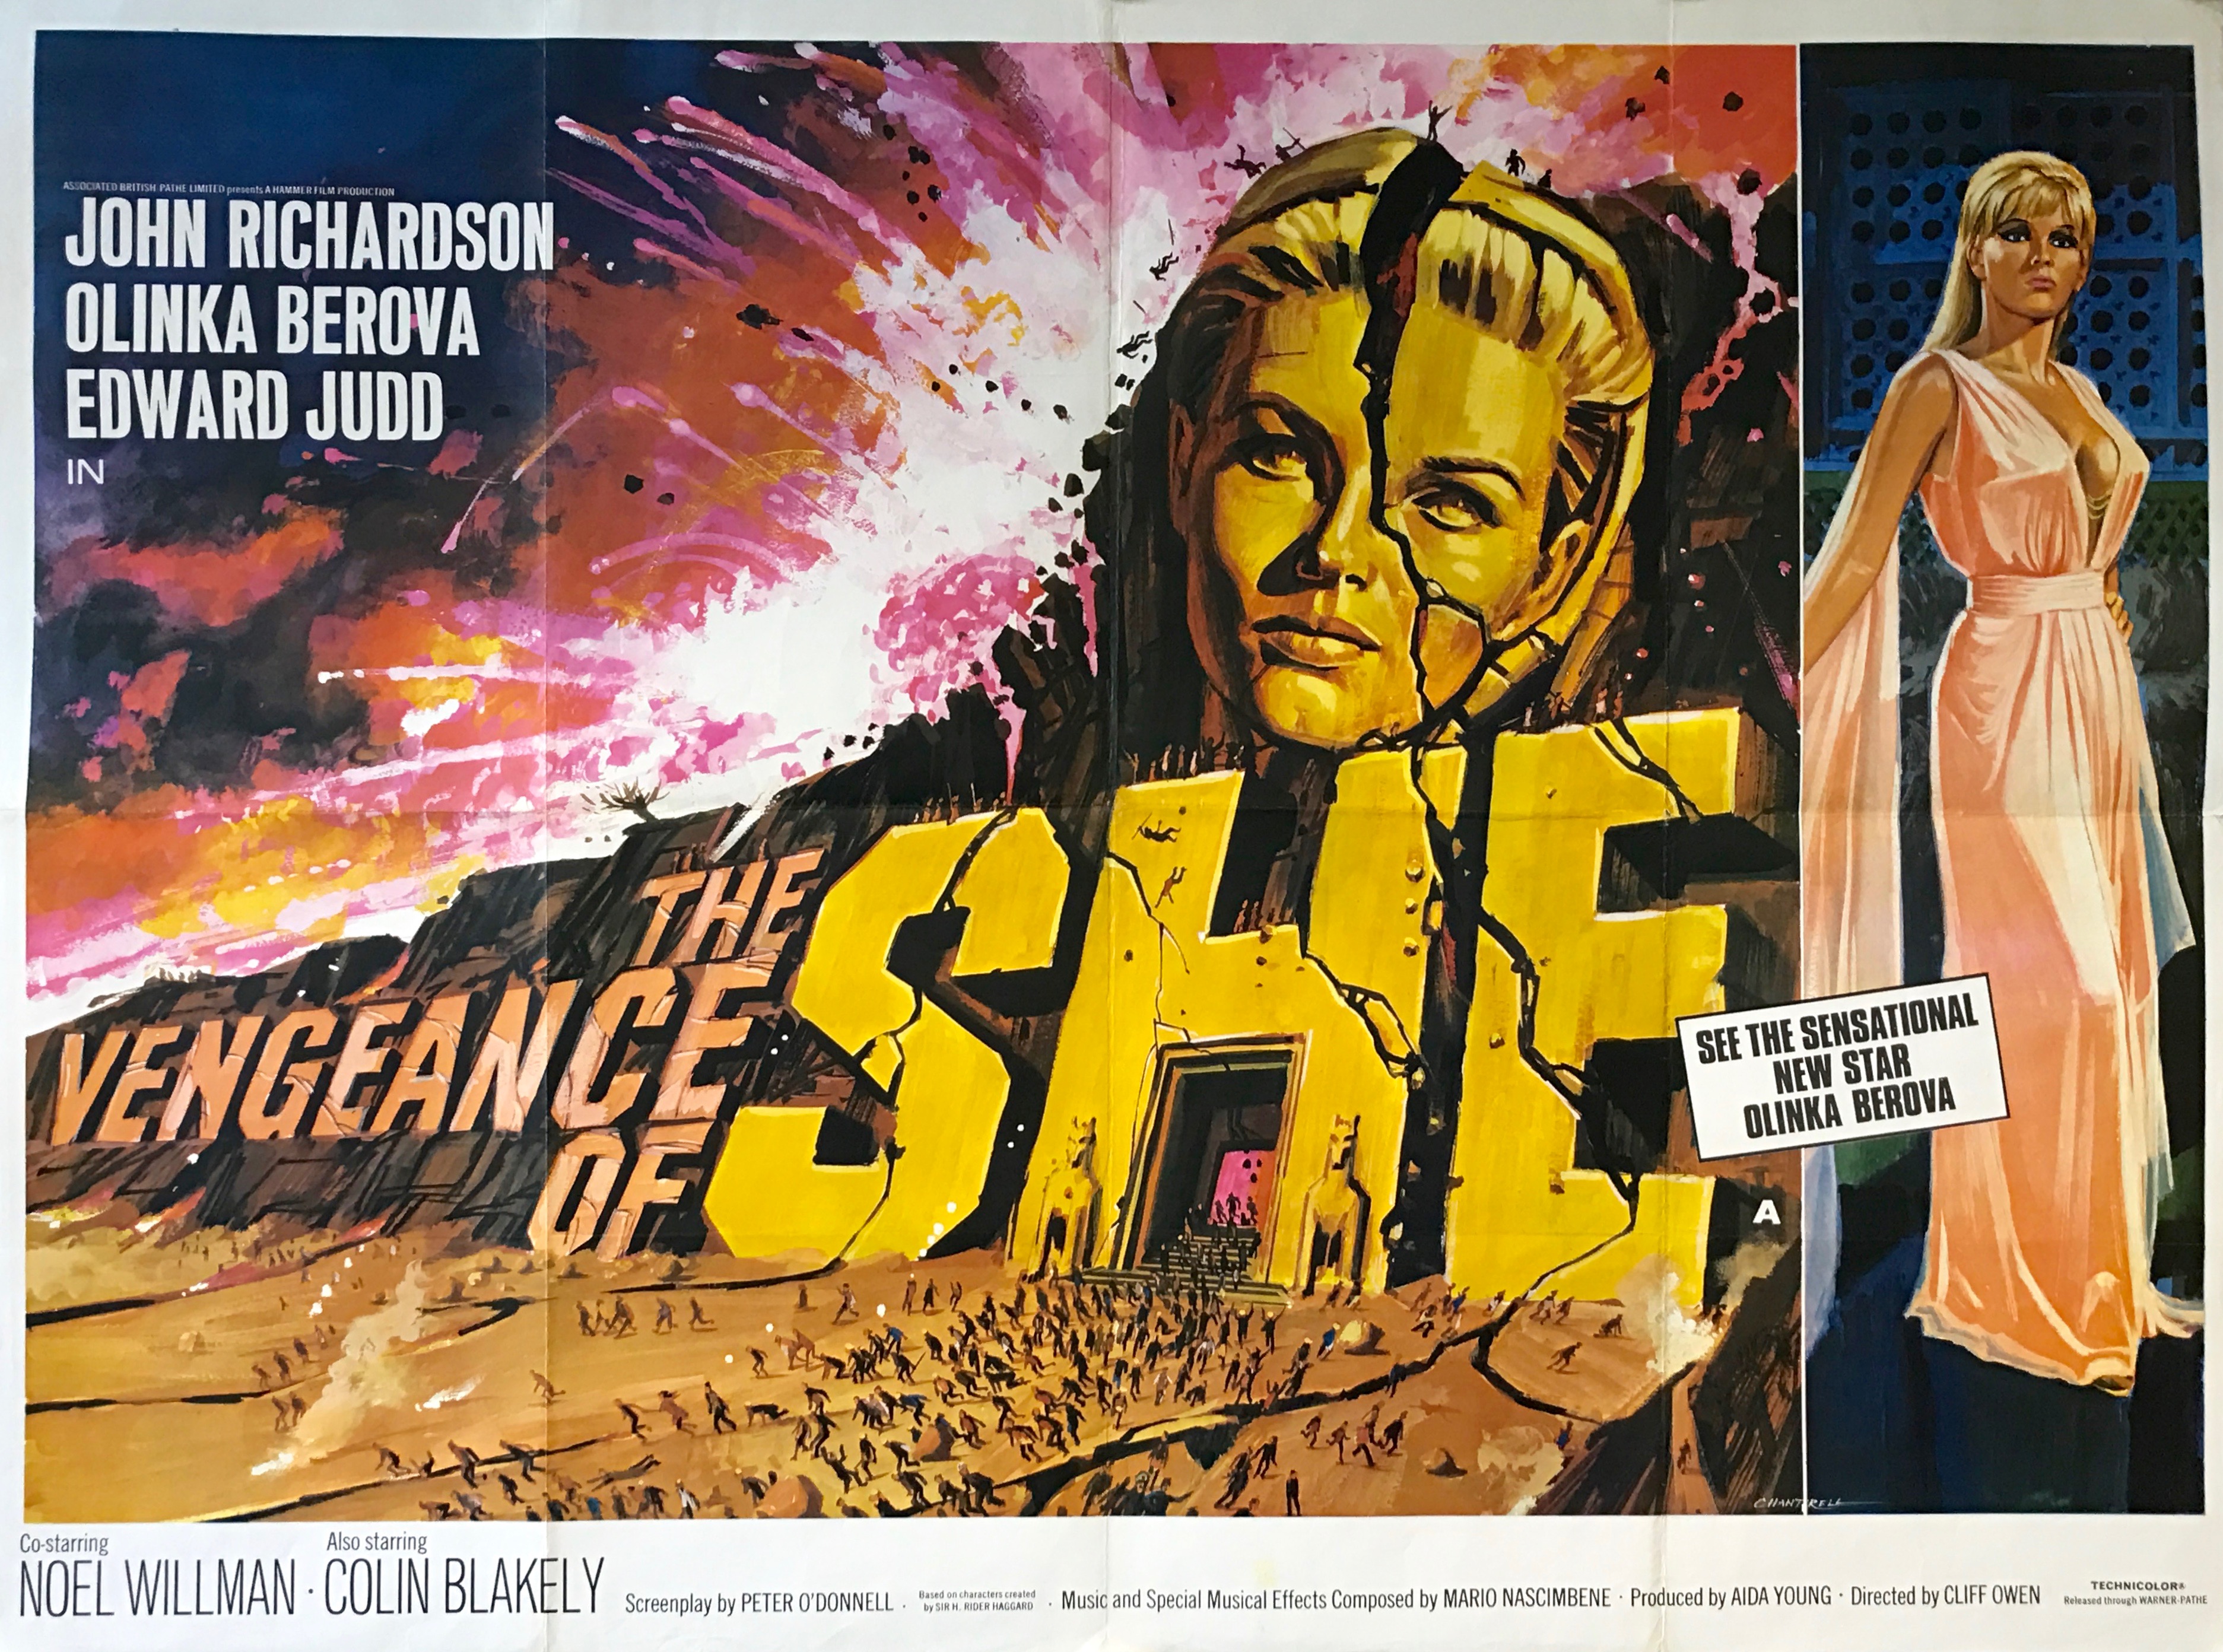 ASSOCIATED BRITISH-PATHE LIMITED presents A HAMMER FILM PRODUCTION
JOHN RICHARDSON
OLINKA BEROVA
EDWARD JUDD
IN
THE
VENGEANCE
OF
SHE
SEE THE SENSATIONAL
NEW STAR
OLINKA BEROVA
A
CHANTRELL
Co-starring
NOEL WILLMAN ·
Also starring
COLIN BLAKELY
Screenplay by PETER O'DONNELL ·
Based on characters created
by SIR H. RIDER HAGGARD ·
Music and Special Musical Effects Composed by MARIO NASCIMBENE · Produced by AIDA YOUNG · Directed by CLIFF OWEN
TECHNICOLOR®
Released through WARNER-PATHE